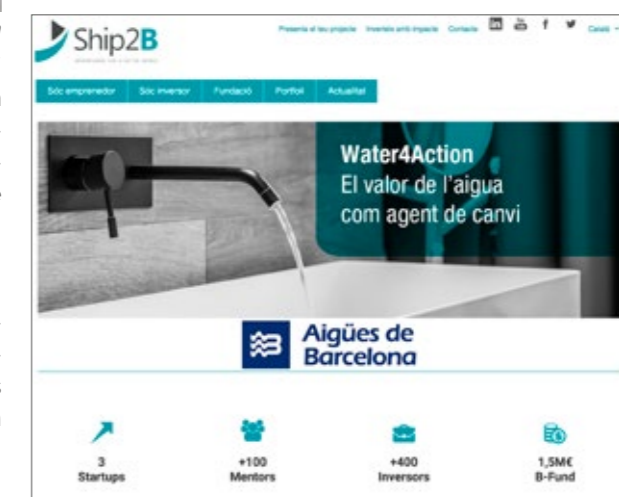 Ship2B
Presenta el teu projecte Inverteix amb impacte Contacte
Català
Sóc emprenedor Sóc inversor Fundació Portfoli Actualitat
Water4Action
El valor de l'aigua
com agent de canvi
Aigües de
Barcelona
3
Startups
+100
Mentors
+400
Inversors
1,5M€
B-Fund